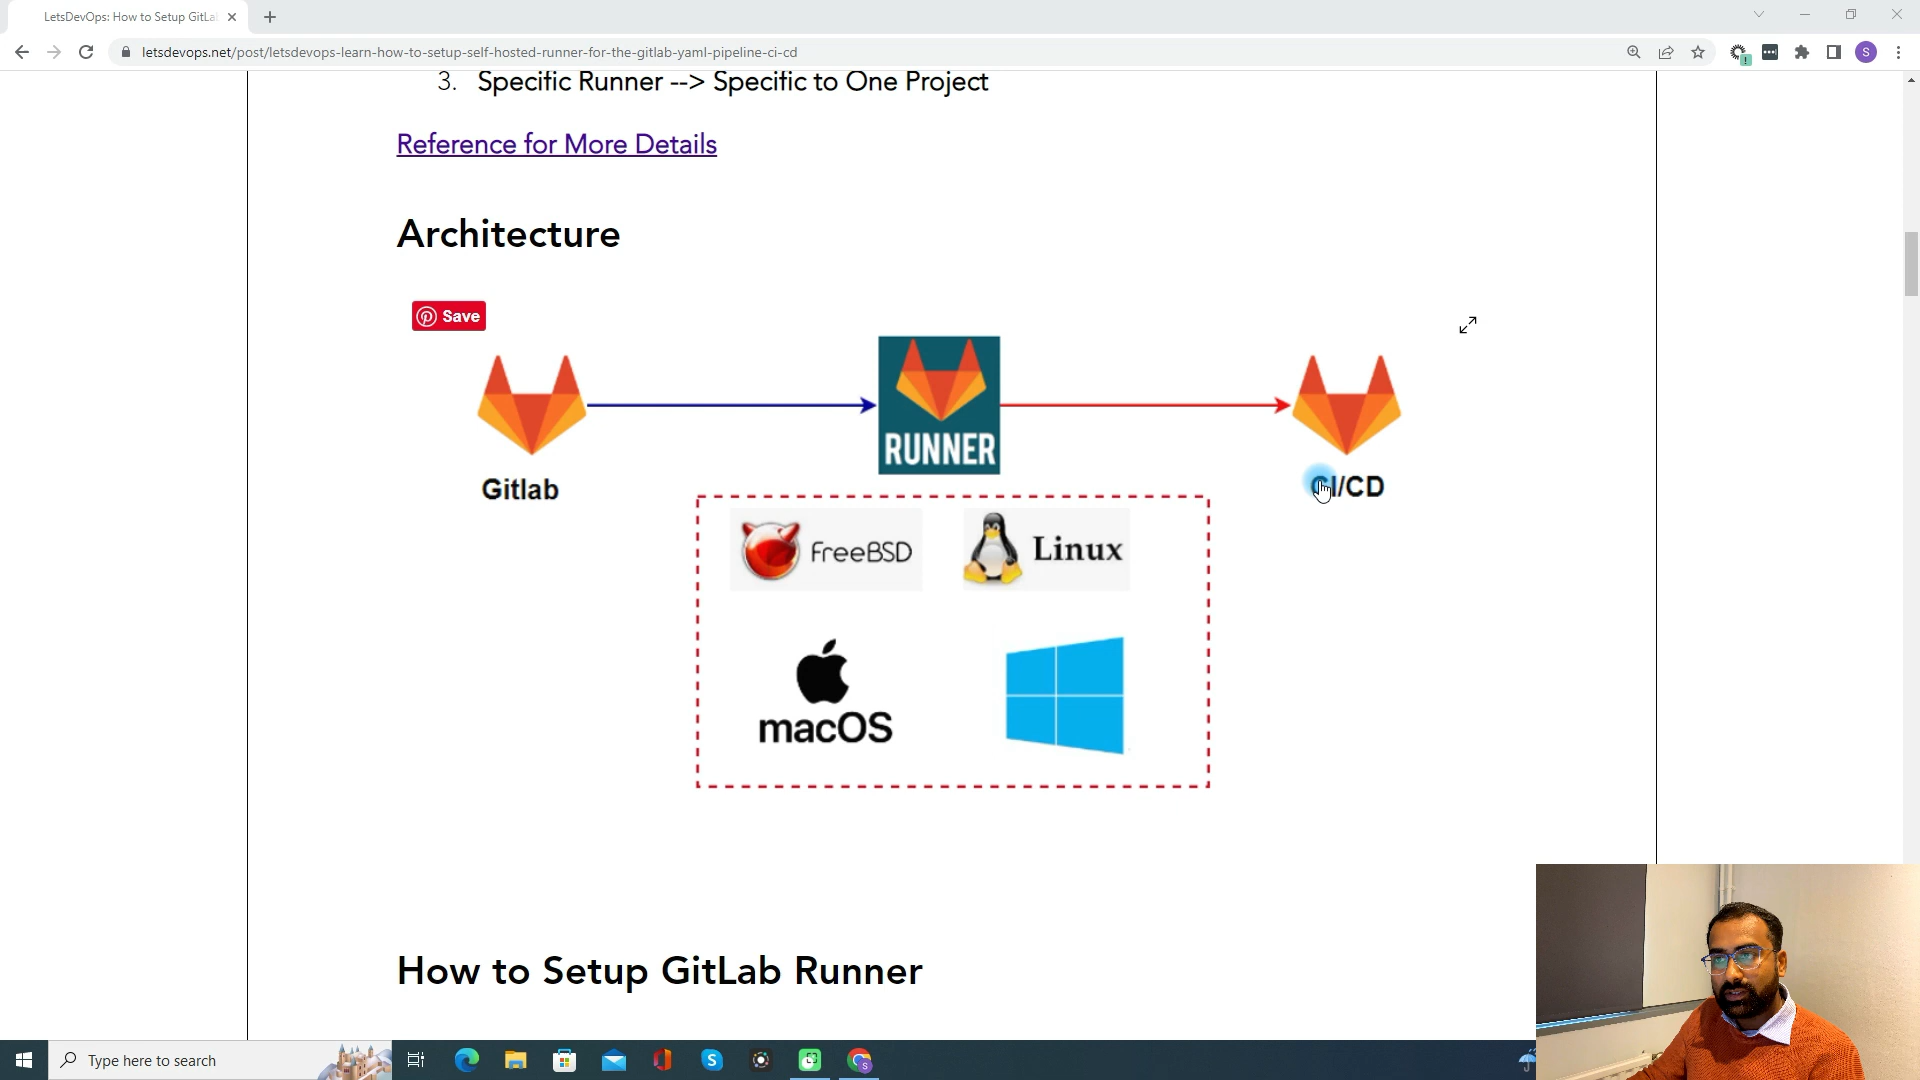 LetsDevOps: How to Setup GitLa
letsdevops.net/post/letsdevops-learn-how-to-setup-self-hosted-runner-for-the-gitlab-yaml-pipeline-ci-cd
S
3. Specific Runner --> Specific to One Project
Reference for More Details
Architecture
Save
RUNNER
Gitlab
CI/CD
FreeBSD
Linux
macOS
How to Setup GitLab Runner
Type here to search